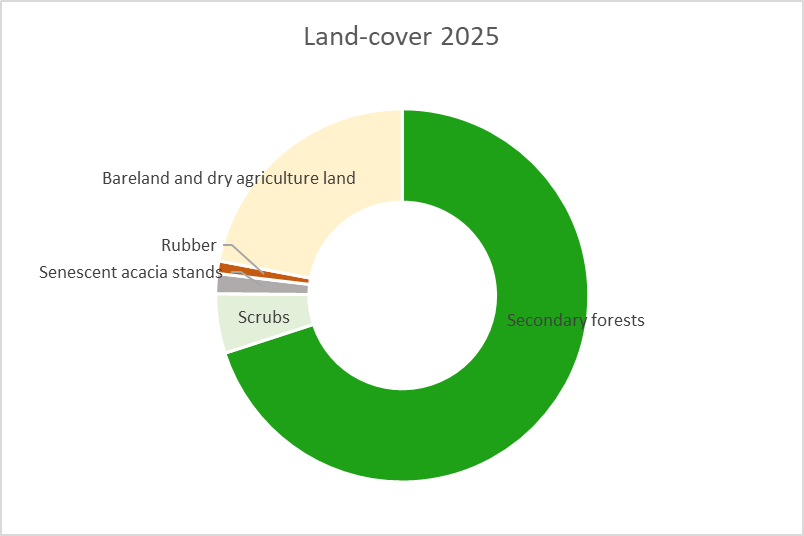 Land-cover 2025
Bareland and dry agriculture land
Rubber
Senescent acacia stands
Scrubs
Secondary forests